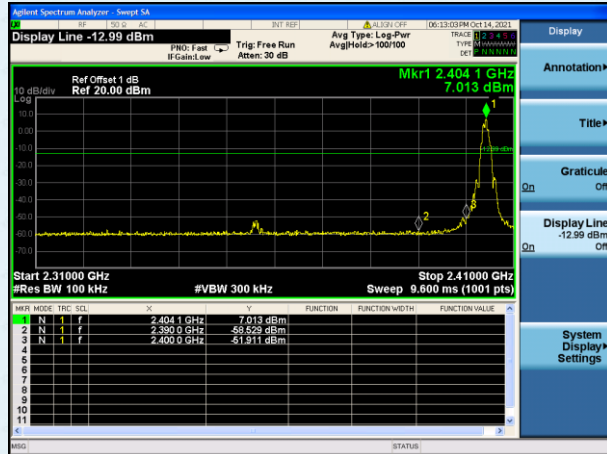 Agilent Spectrum Analyzer - Swept SA
RF 50 Ω AC INT REF ALIGN OFF 06:13:03 PM Oct 14, 2021
Display Line -12.99 dBm
PNO: Fast
IFGain:Low
Trig: Free Run
Atten: 30 dB
Avg Type: Log-Pwr
Avg|Hold:> 100/100
TRACE 1 2 3 4 5 6
TYPE M W W W W W
DET P N N N N N
Mkr1 2.404 1 GHz
7.013 dBm
Ref Offset 1 dB
10 dB/div Ref 20.00 dBm
Log
1
10.0
0.00
-10.0
-12.99 dBm
-20.0
-30.0
-40.0
-50.0
2
3
-60.0
-70.0
Start 2.31000 GHz Stop 2.41000 GHz
#Res BW 100 kHz #VBW 300 kHz Sweep 9.600 ms (1001 pts)
MKR MODE TRC SCL X Y FUNCTION FUNCTION WIDTH FUNCTION VALUE
1 N 1 f 2.404 1 GHz 7.013 dBm
2 N 1 f 2.390 0 GHz -58.529 dBm
3 N 1 f 2.400 0 GHz -51.911 dBm
4
5
6
7
8
9
10
11
MSG STATUS
Display
Annotation
Title
Graticule
On Off
Display Line
-12.99 dBm
On Off
System
Display
Settings